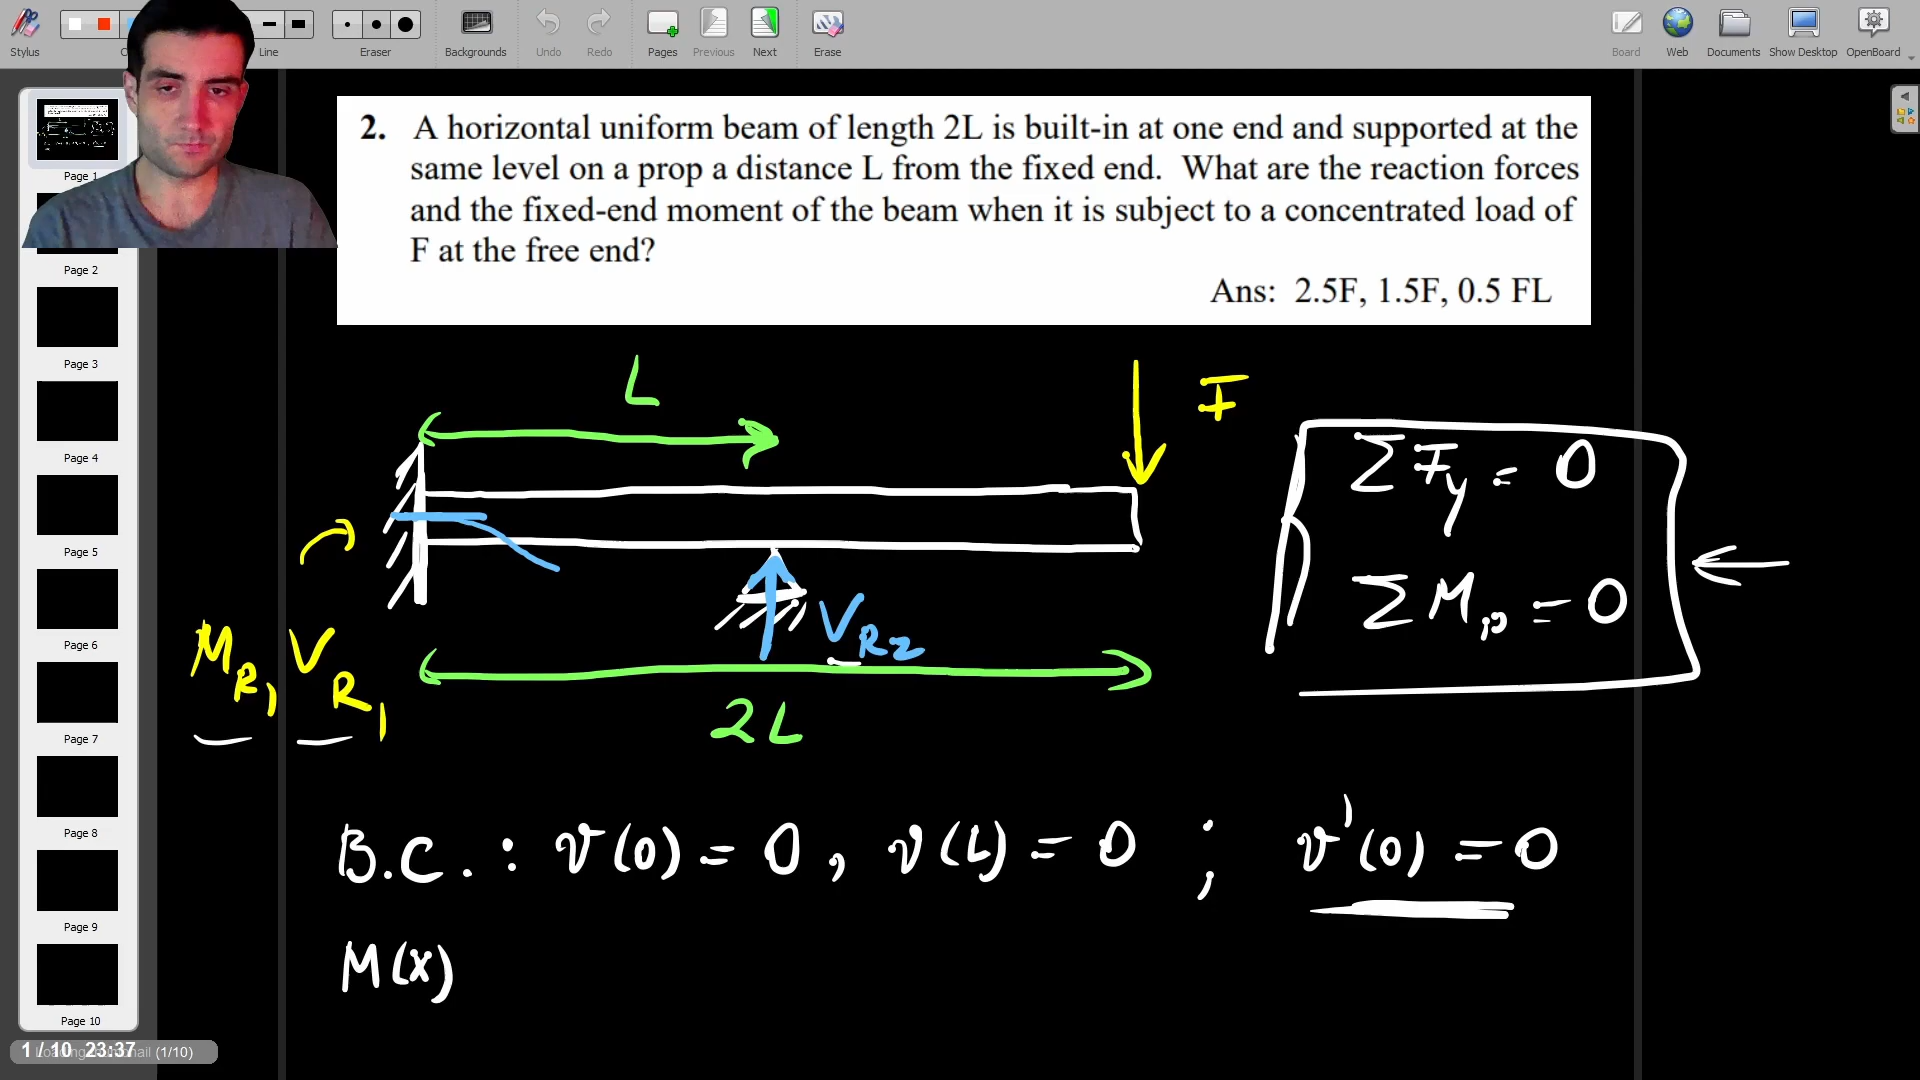 Stylus
Line
Eraser
Backgrounds
Undo
Redo
Pages
Previous
Next
Erase
Board
Web
Documents
Show Desktop
OpenBoard
2. A horizontal uniform beam of length 2L is built-in at one end and supported at the
same level on a prop a distance L from the fixed end. What are the reaction forces
and the fixed-end moment of the beam when it is subject to a concentrated load of
F at the free end?
Ans: 2.5F, 1.5F, 0.5 FL
Page 1
Page 2
Page 3
Page 4
Page 5
Page 6
Page 7
Page 8
Page 9
Page 10
L
F
ΣFy = 0
V_R2
M_R, V_R1
2L
B.C.: v(0) = 0, v(L) = 0 ; v'(0) = 0
M(x)
1 / 10 23:37
(1/10)